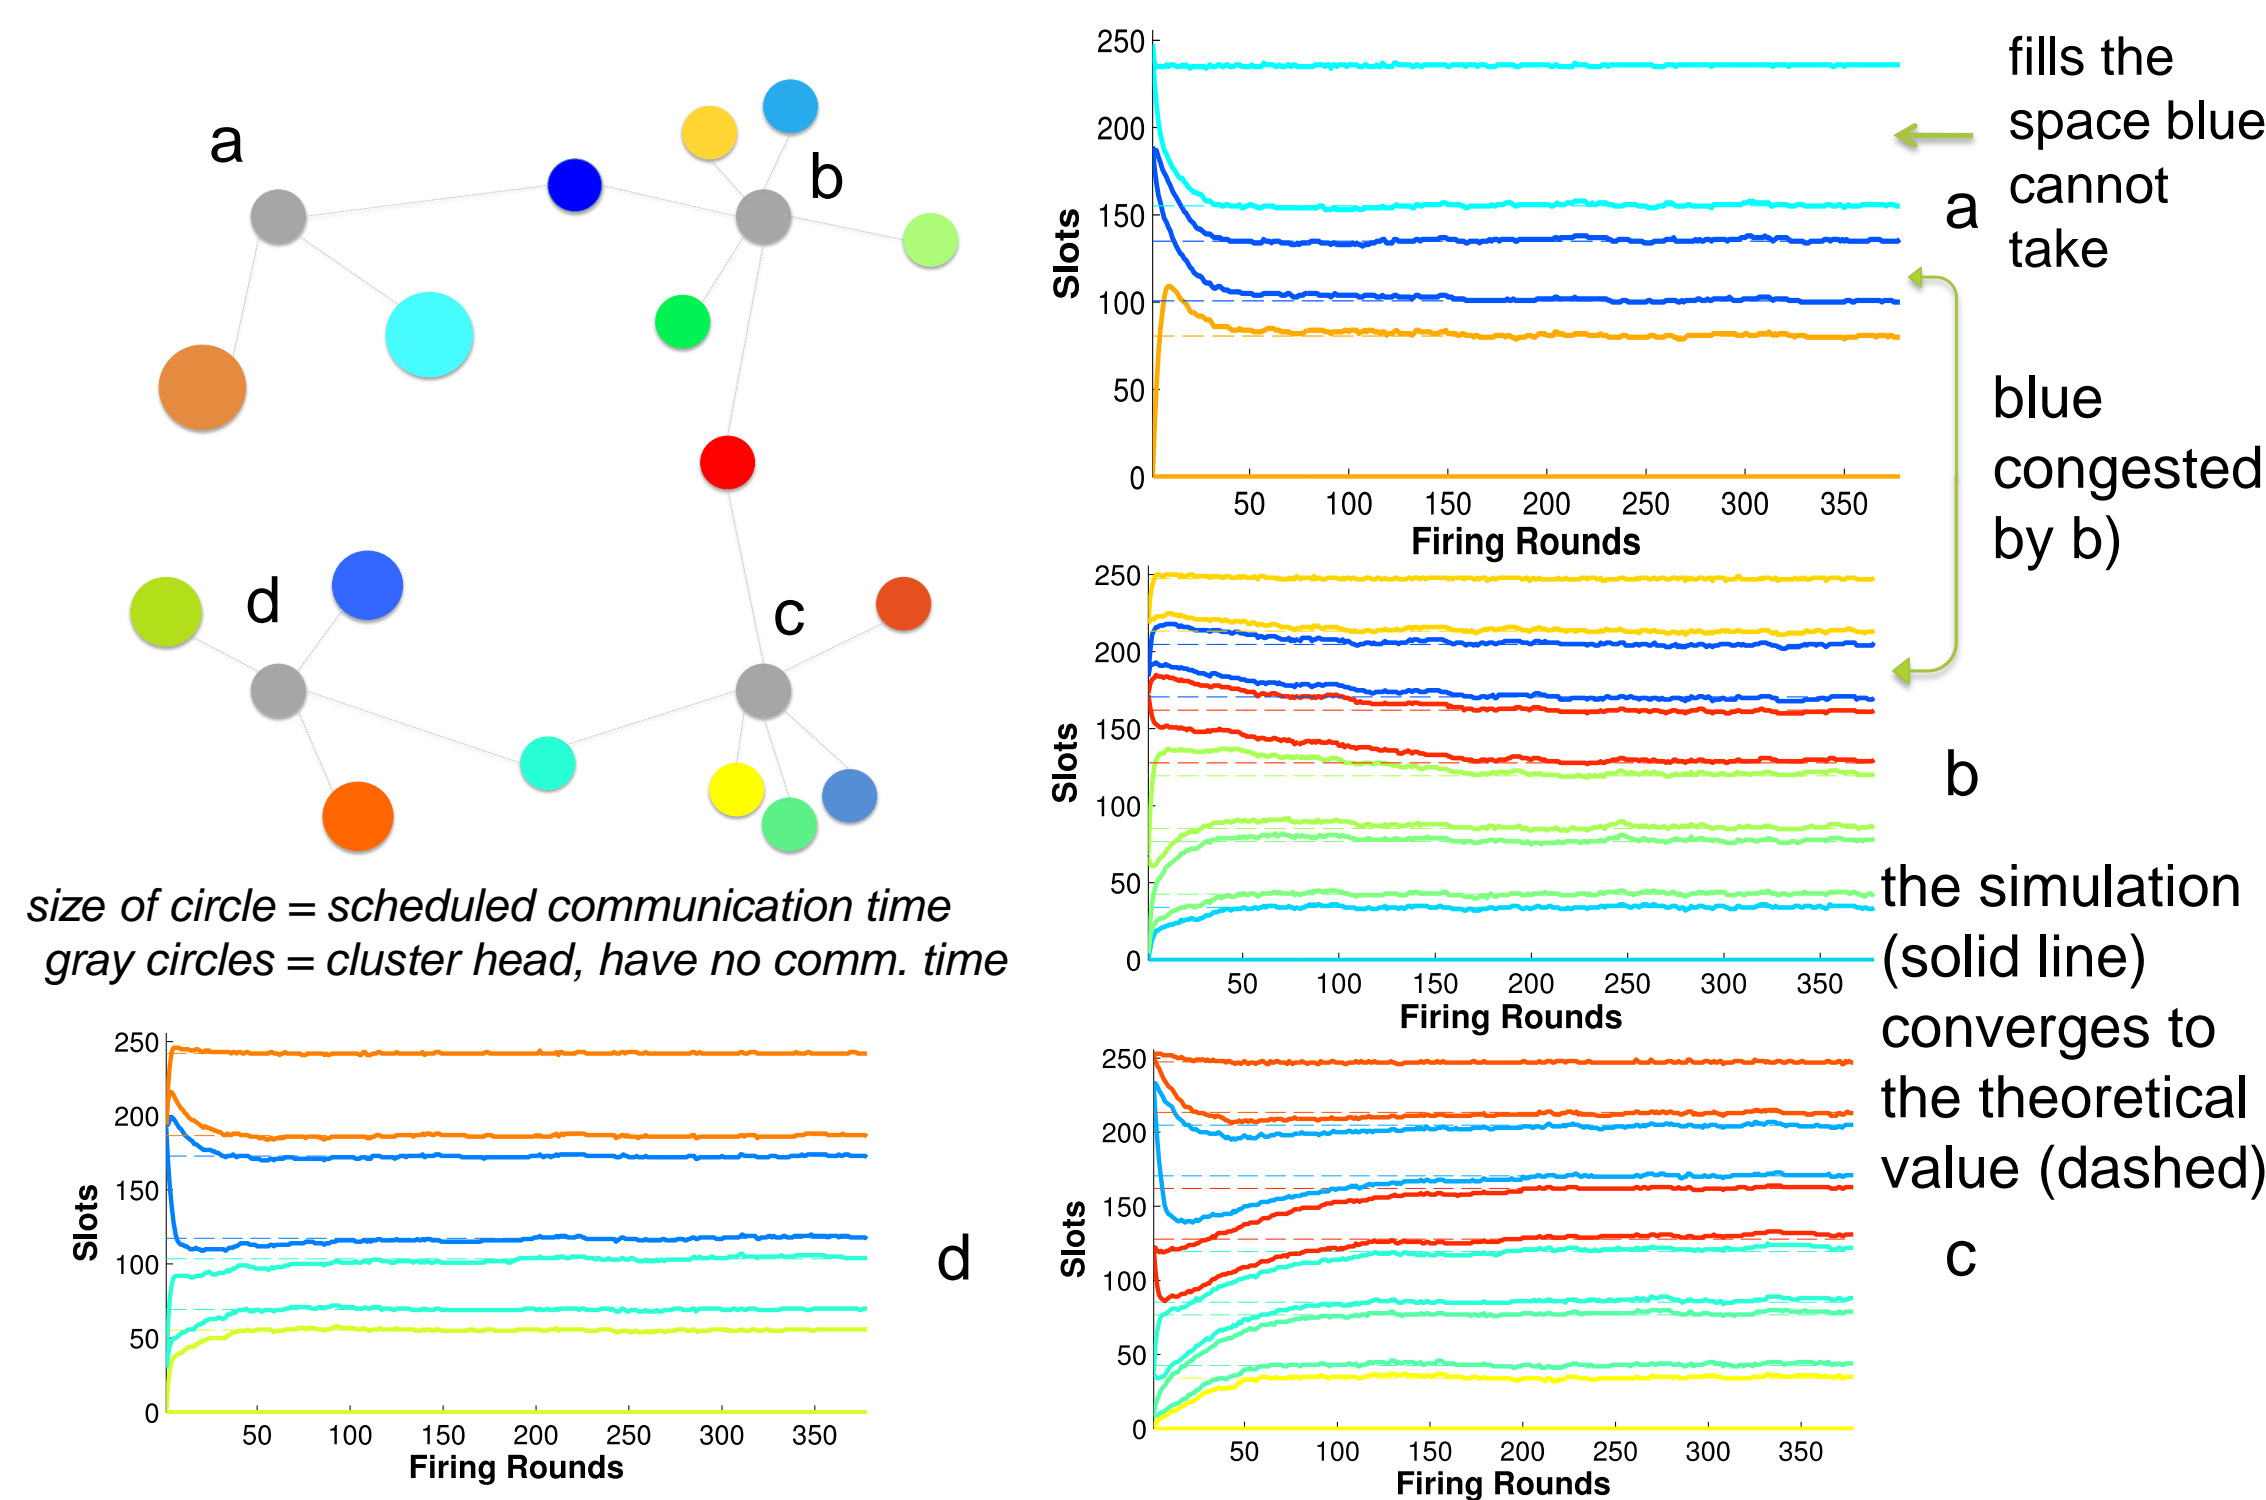 a
b
d
c
size of circle = scheduled communication time
gray circles = cluster head, have no comm. time
250
200
150
100
50
0
Slots
50 100 150 200 250 300 350
Firing Rounds
a
fills the
space blue
cannot
take
blue
congested
by b)
250
200
150
100
50
0
Slots
50 100 150 200 250 300 350
Firing Rounds
b
the simulation
(solid line)
converges to
the theoretical
value (dashed)
250
200
150
100
50
0
Slots
50 100 150 200 250 300 350
Firing Rounds
d
250
200
150
100
50
0
Slots
50 100 150 200 250 300 350
Firing Rounds
c